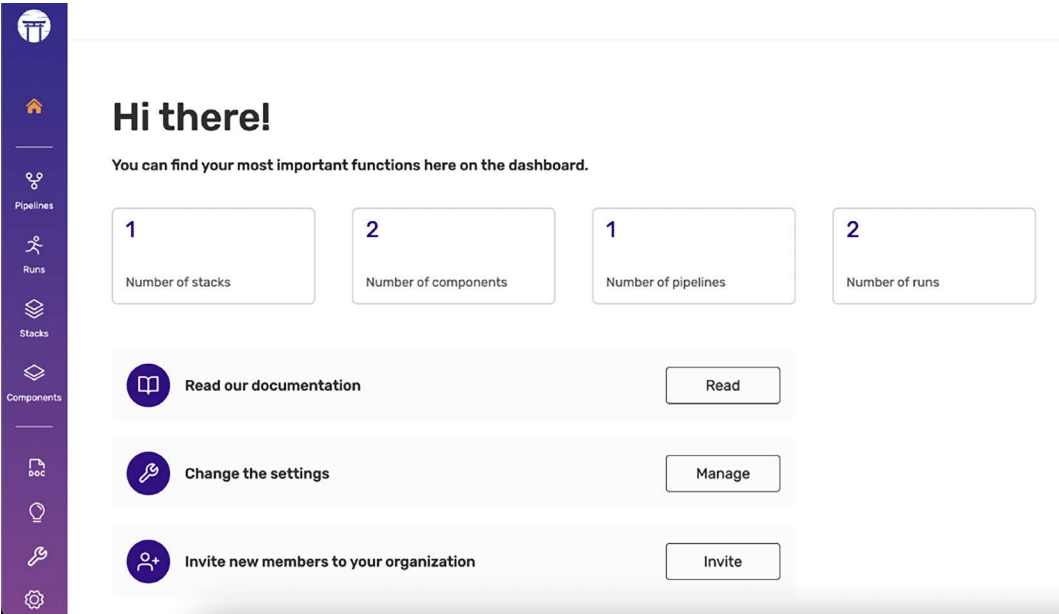 Hi there!
You can find your most important functions here on the dashboard.
1
Number of stacks
2
Number of components
1
Number of pipelines
2
Number of runs
Pipelines
Runs
Stacks
Components
DOC
Read our documentation
Read
Change the settings
Manage
Invite new members to your organization
Invite